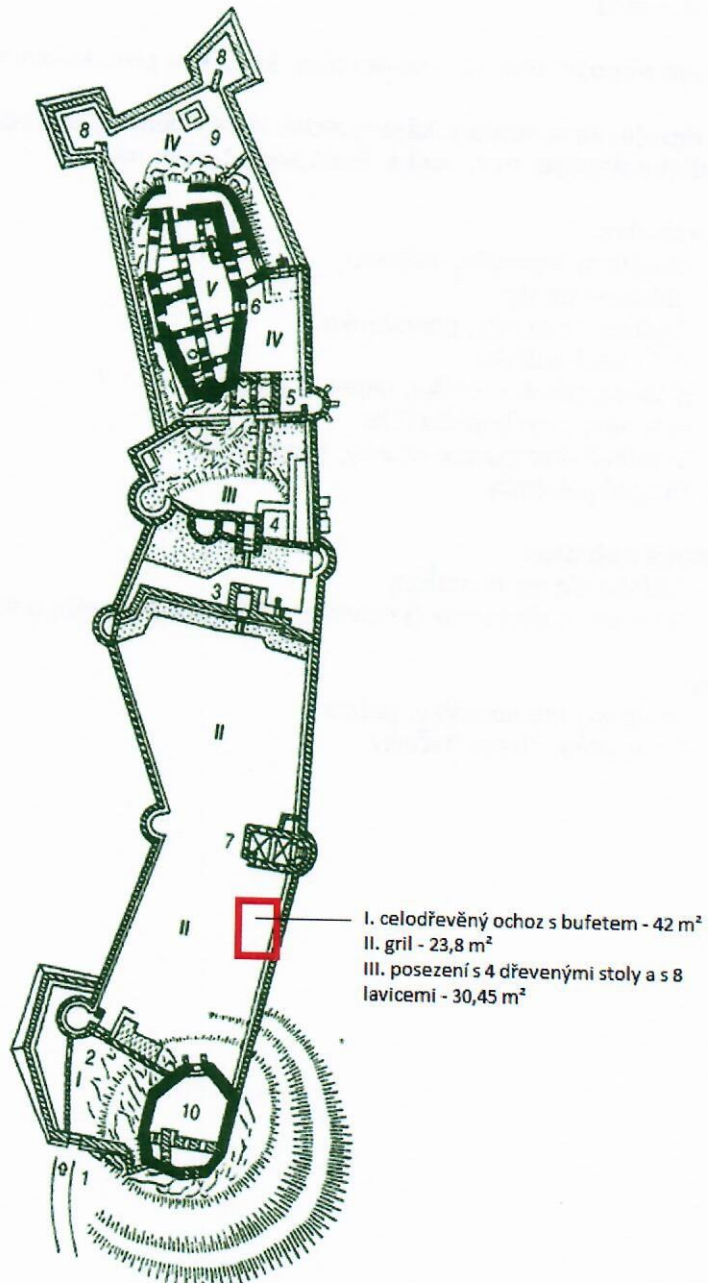 8
8
IV
9
V
6
IV
5
III
4
3
II
7
II
I. celodřevěný ochoz s bufetem - 42 m²
II. gril - 23,8 m²
III. posezení s 4 dřevenými stoly a s 8
lavicemi - 30,45 m²
2
I
10
1